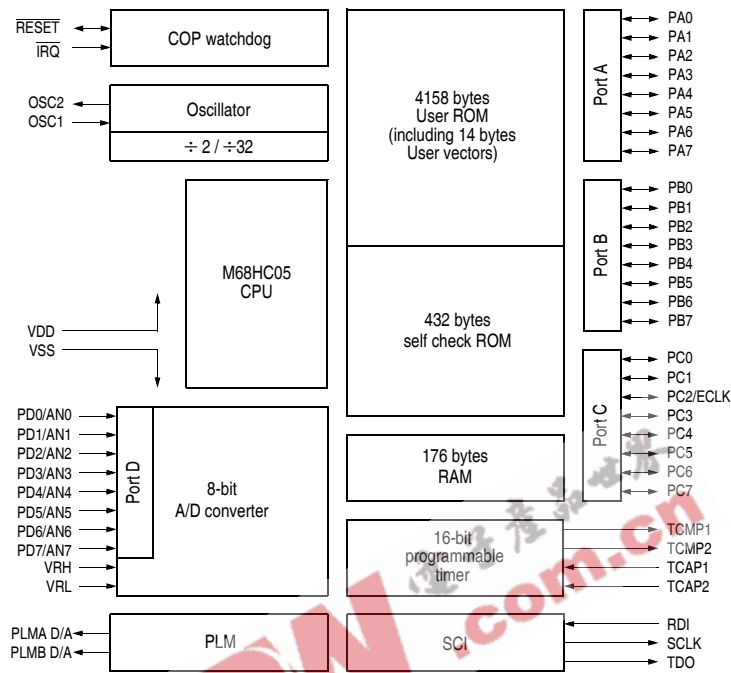 RESET
IRQ
COP watchdog
OSC2
OSC1
Oscillator
÷ 2 / ÷32
M68HC05
CPU
VDD
VSS
PD0/AN0
PD1/AN1
PD2/AN2
PD3/AN3
PD4/AN4
PD5/AN5
PD6/AN6
PD7/AN7
VRH
VRL
Port D
8-bit
A/D converter
PLMA D/A
PLMB D/A
PLM
4158 bytes
User ROM
(including 14 bytes
User vectors)
432 bytes
self check ROM
176 bytes
RAM
16-bit
programmable
timer
SCI
Port A
PA0
PA1
PA2
PA3
PA4
PA5
PA6
PA7
Port B
PB0
PB1
PB2
PB3
PB4
PB5
PB6
PB7
Port C
PC0
PC1
PC2/ECLK
PC3
PC4
PC5
PC6
PC7
TCMP1
TCMP2
TCAP1
TCAP2
RDI
SCLK
TDO
產品世界
.com.cn